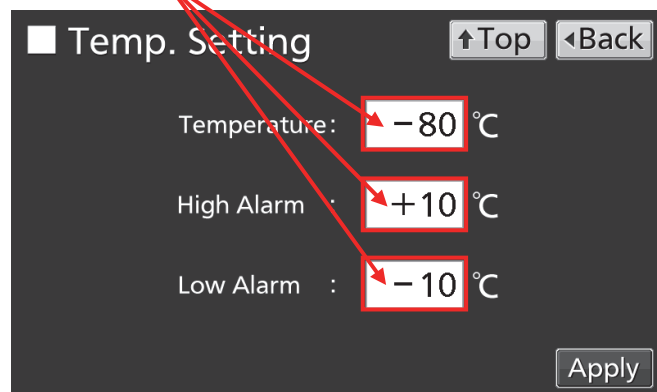 Temp. Setting
Top
Back
Temperature: −80 ℃
High Alarm : +10 ℃
Low Alarm : −10 ℃
Apply